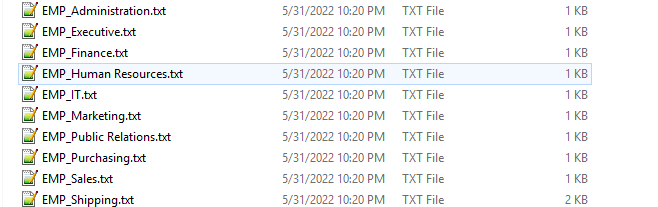 EMP_Administration.txt 5/31/2022 10:20 PM TXT File 1 KB
EMP_Executive.txt 5/31/2022 10:20 PM TXT File 1 KB
EMP_Finance.txt 5/31/2022 10:20 PM TXT File 1 KB
EMP_Human Resources.txt 5/31/2022 10:20 PM TXT File 1 KB
EMP_IT.txt 5/31/2022 10:20 PM TXT File 1 KB
EMP_Marketing.txt 5/31/2022 10:20 PM TXT File 1 KB
EMP_Public Relations.txt 5/31/2022 10:20 PM TXT File 1 KB
EMP_Purchasing.txt 5/31/2022 10:20 PM TXT File 1 KB
EMP_Sales.txt 5/31/2022 10:20 PM TXT File 1 KB
EMP_Shipping.txt 5/31/2022 10:20 PM TXT File 2 KB